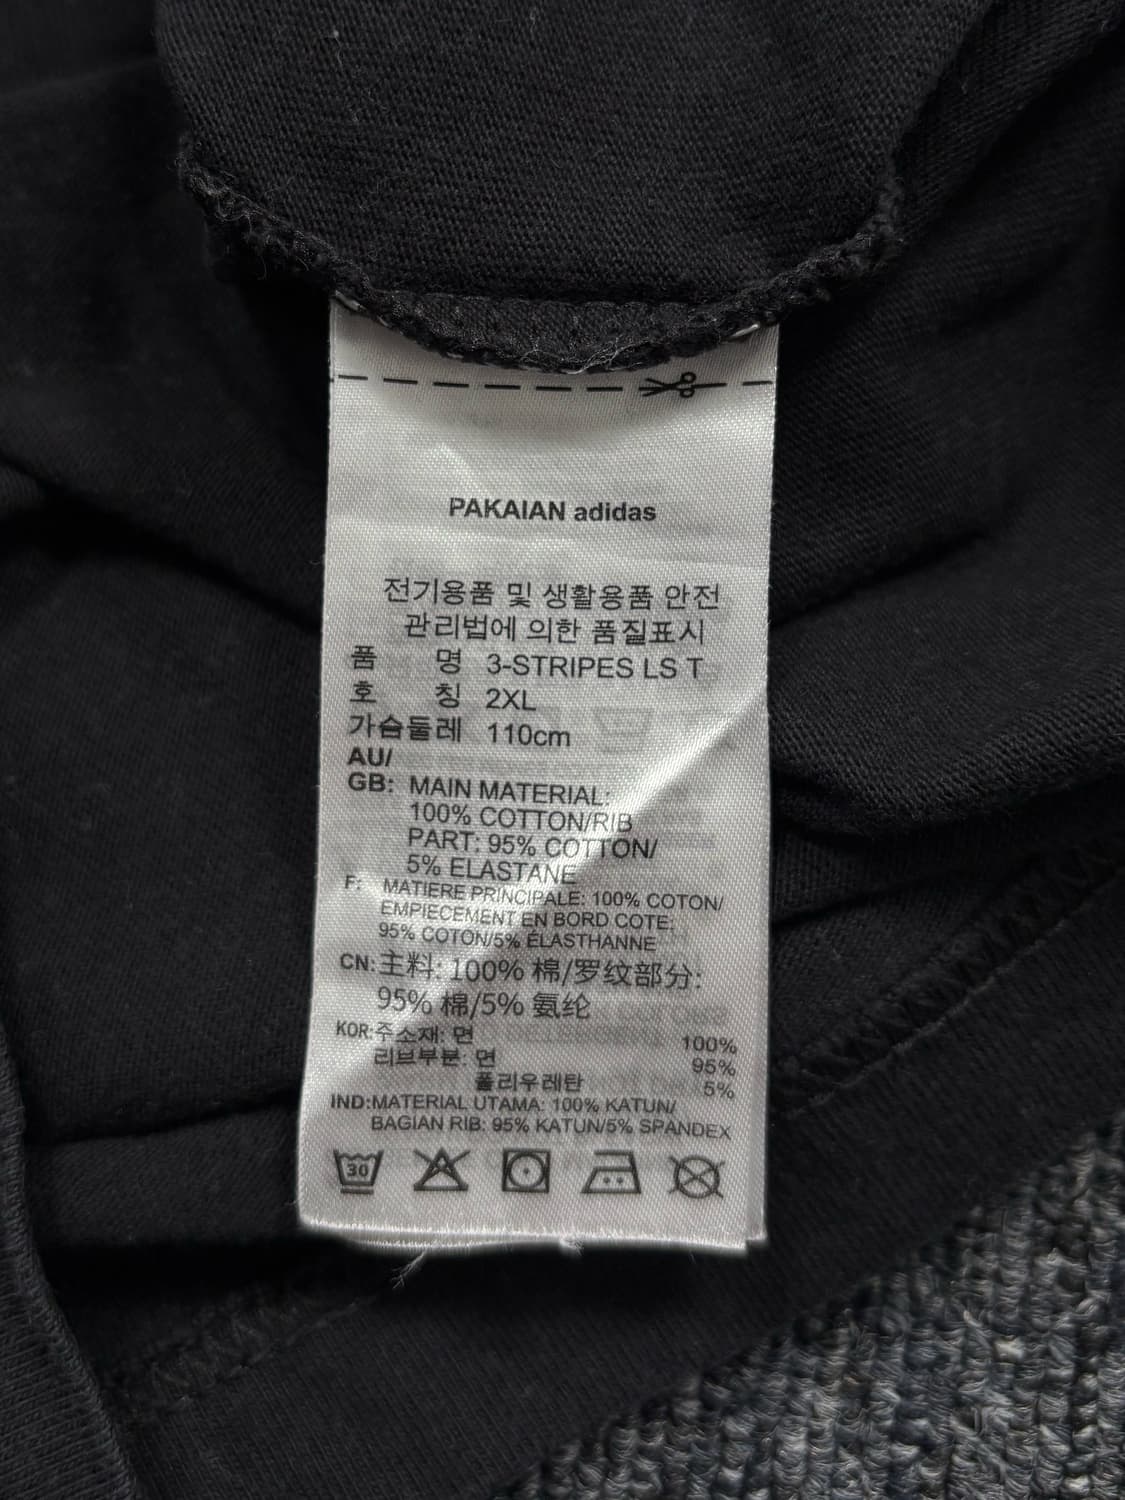 PAKAIAN adidas
전기용품 및 생활용품 안전
관리법에 의한 품질표시
품 명 3-STRIPES LS T
호 칭 2XL
가슴둘레 110cm
AU/
GB: MAIN MATERIAL:
100% COTTON/RIB
PART: 95% COTTON/
5% ELASTANE
F: MATIERE PRINCIPALE: 100% COTON/
EMPIECEMENT EN BORD COTE:
95% COTON/5% ÉLASTHANNE
CN: 主料: 100% 棉/罗纹部分:
95% 棉/5% 氨纶
KOR: 주소재: 면 100%
리브부분: 면 95%
폴리우레탄 5%
IND: MATERIAL UTAMA: 100% KATUN/
BAGIAN RIB: 95% KATUN/5% SPANDEX
30